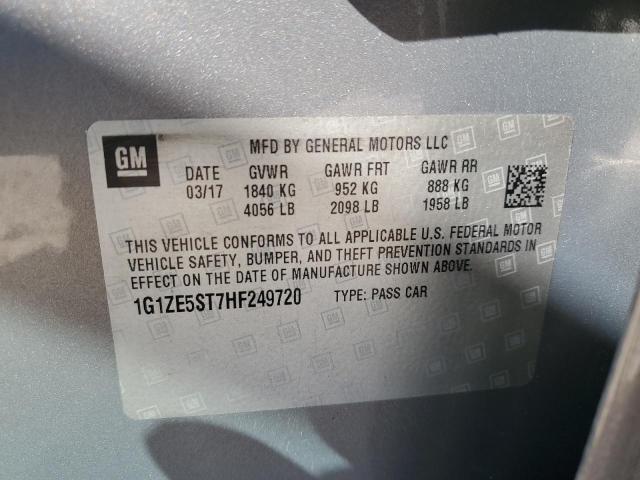 GM
MFD BY GENERAL MOTORS LLC
DATE GVWR GAWR FRT GAWR RR
03/17 1840 KG 952 KG 888 KG
4056 LB 2098 LB 1958 LB
THIS VEHICLE CONFORMS TO ALL APPLICABLE U.S. FEDERAL MOTOR
VEHICLE SAFETY, BUMPER, AND THEFT PREVENTION STANDARDS IN
EFFECT ON THE DATE OF MANUFACTURE SHOWN ABOVE.
1G1ZE5ST7HF249720 TYPE: PASS CAR